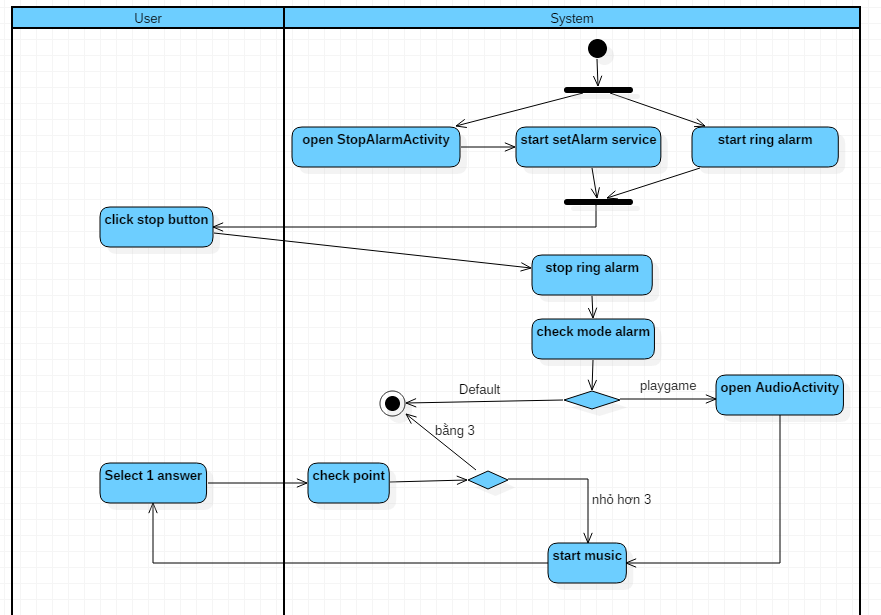 User
System
open StopAlarmActivity
start setAlarm service
start ring alarm
click stop button
stop ring alarm
check mode alarm
Default
playgame
open AudioActivity
bằng 3
Select 1 answer
check point
nhỏ hơn 3
start music